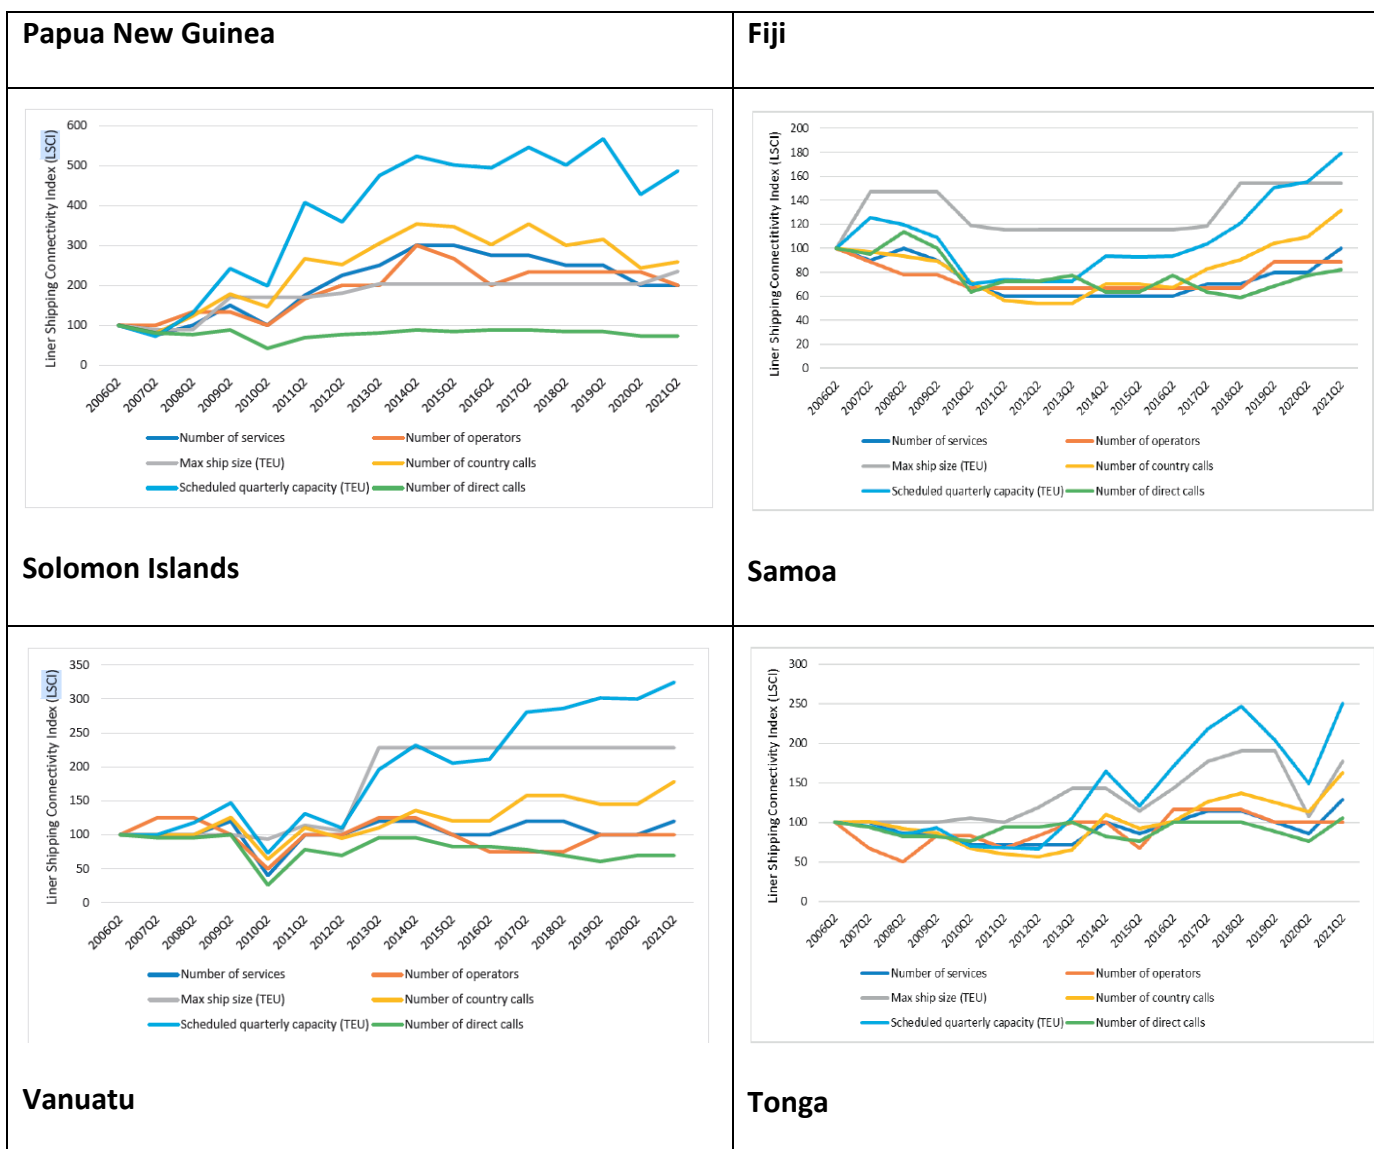 Papua New Guinea
Fiji
Liner Shipping Connectivity Index (LSCI)
600
500
400
300
200
100
0
2006Q2
2007Q2
2008Q2
2009Q2
2010Q2
2011Q2
2012Q2
2013Q2
2014Q2
2015Q2
2016Q2
2017Q2
2018Q2
2019Q2
2020Q2
2021Q2
Number of services
Number of operators
Max ship size (TEU)
Number of country calls
Scheduled quarterly capacity (TEU)
Number of direct calls
Liner Shipping Connectitivity Index (LSCI)
200
180
160
140
120
100
80
60
40
20
0
2006Q2
2007Q2
2008Q2
2009Q2
2010Q2
2011Q2
2012Q2
2013Q2
2014Q2
2015Q2
2016Q2
2017Q2
2018Q2
2019Q2
2020Q2
2021Q2
Number of services
Number of operators
Max ship size (TEU)
Number of country calls
Scheduled quarterly capacity (TEU)
Number of direct calls
Solomon Islands
Samoa
Liner Shipping Connectivity Index (LSCI)
350
300
250
200
150
100
50
0
2006Q2
2007Q2
2008Q2
2009Q2
2010Q2
2011Q2
2012Q2
2013Q2
2014Q2
2015Q2
2016Q2
2017Q2
2018Q2
2019Q2
2020Q2
2021Q2
Number of services
Number of operators
Max ship size (TEU)
Number of country calls
Scheduled quarterly capacity (TEU)
Number of direct calls
Liner Shipping Connectivity Index (LSCI)
300
250
200
150
100
50
0
2006Q2
2007Q2
2008Q2
2009Q2
2010Q2
2011Q2
2012Q2
2013Q2
2014Q2
2015Q2
2016Q2
2017Q2
2018Q2
2019Q2
2020Q2
2021Q2
Number of services
Number of operators
Max ship size (TEU)
Number of country calls
Scheduled quarterly capacity (TEU)
Number of direct calls
Vanuatu
Tonga